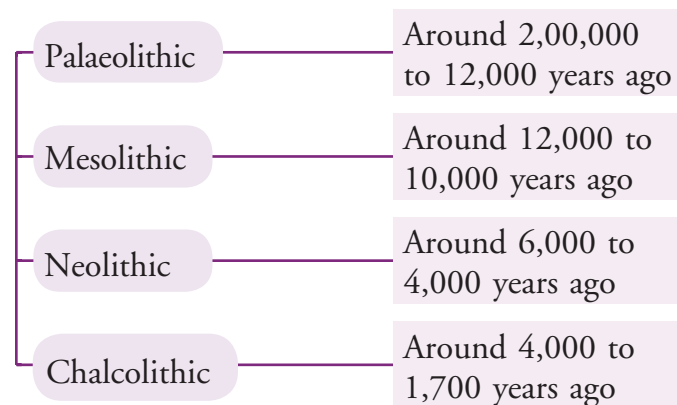 Palaeolithic
Around 2,00,000
to 12,000 years ago
Mesolithic
Around 12,000 to
10,000 years ago
Neolithic
Around 6,000 to
4,000 years ago
Chalcolithic
Around 4,000 to
1,700 years ago